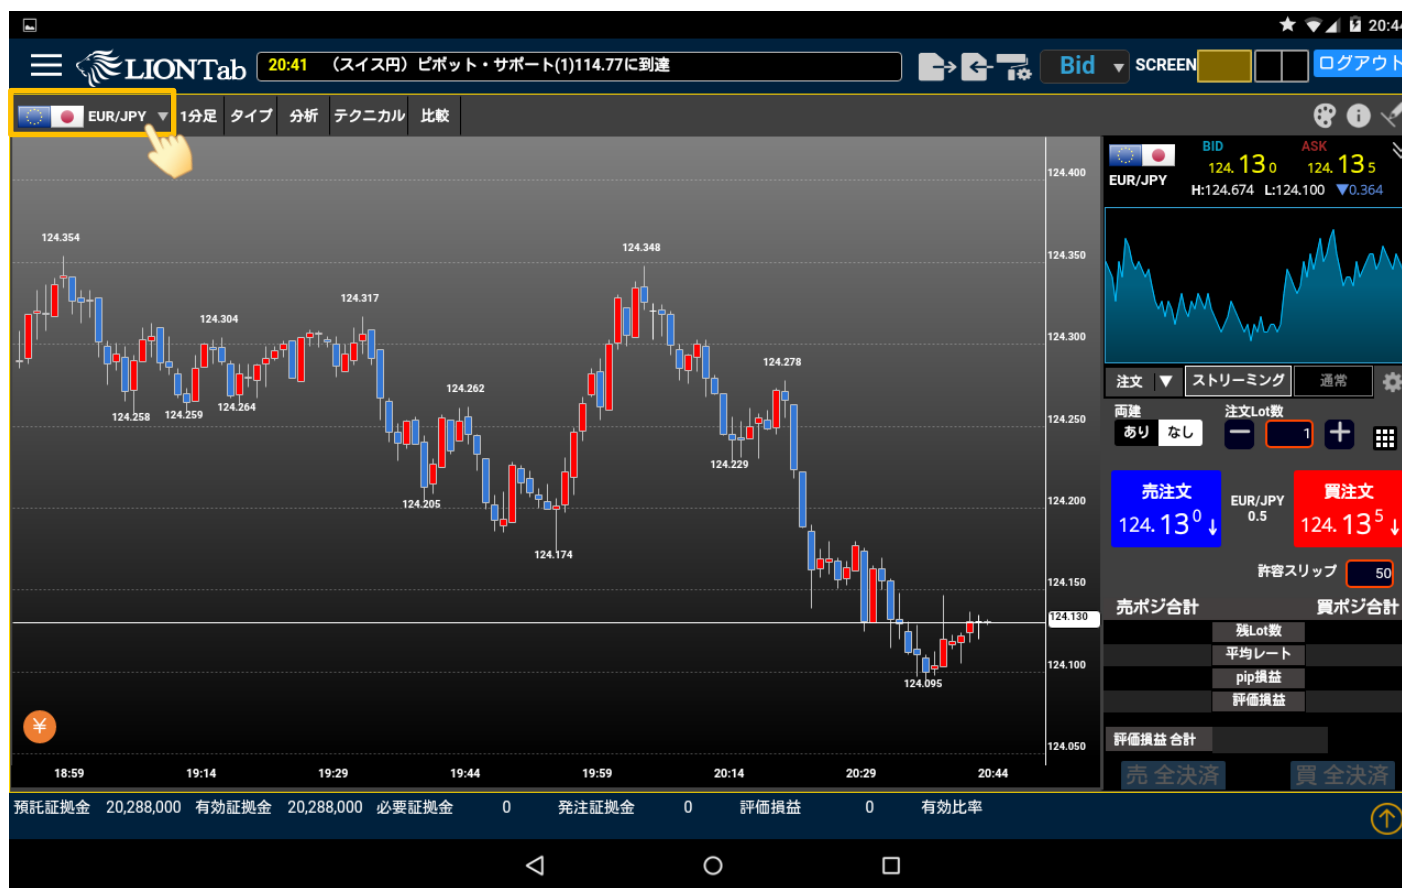 20:44
LIONTab
20:41 (スイス円) ピボット・サポート(1)114.77に到達
Bid ▼ SCREEN
ログアウト
EUR/JPY ▼ 1分足 タイプ 分析 テクニカル 比較
124.400
124.350
124.300
124.250
124.200
124.150
124.130
124.100
124.050
124.354
124.348
124.317
124.304
124.278
124.262
124.258 124.259 124.264
124.229
124.205
124.174
124.095
¥
18:59 19:14 19:29 19:44 19:59 20:14 20:29 20:44
EUR/JPY
BID ASK
124.13 0 124.13 5
H:124.674 L:124.100 ▼0.364
注文 ▼ ストリーミング 通常
両建 注文Lot数
あり なし − 1 +
売注文 買注文
124.13 0 ↓ EUR/JPY 0.5 124.13 5 ↓
許容スリップ 50
売ポジ合計 買ポジ合計
残Lot数
平均レート
pip損益
評価損益
評価損益 合計
売 全決済 買 全決済
預託証拠金 20,288,000 有効証拠金 20,288,000 必要証拠金 0 発注証拠金 0 評価損益 0 有効比率